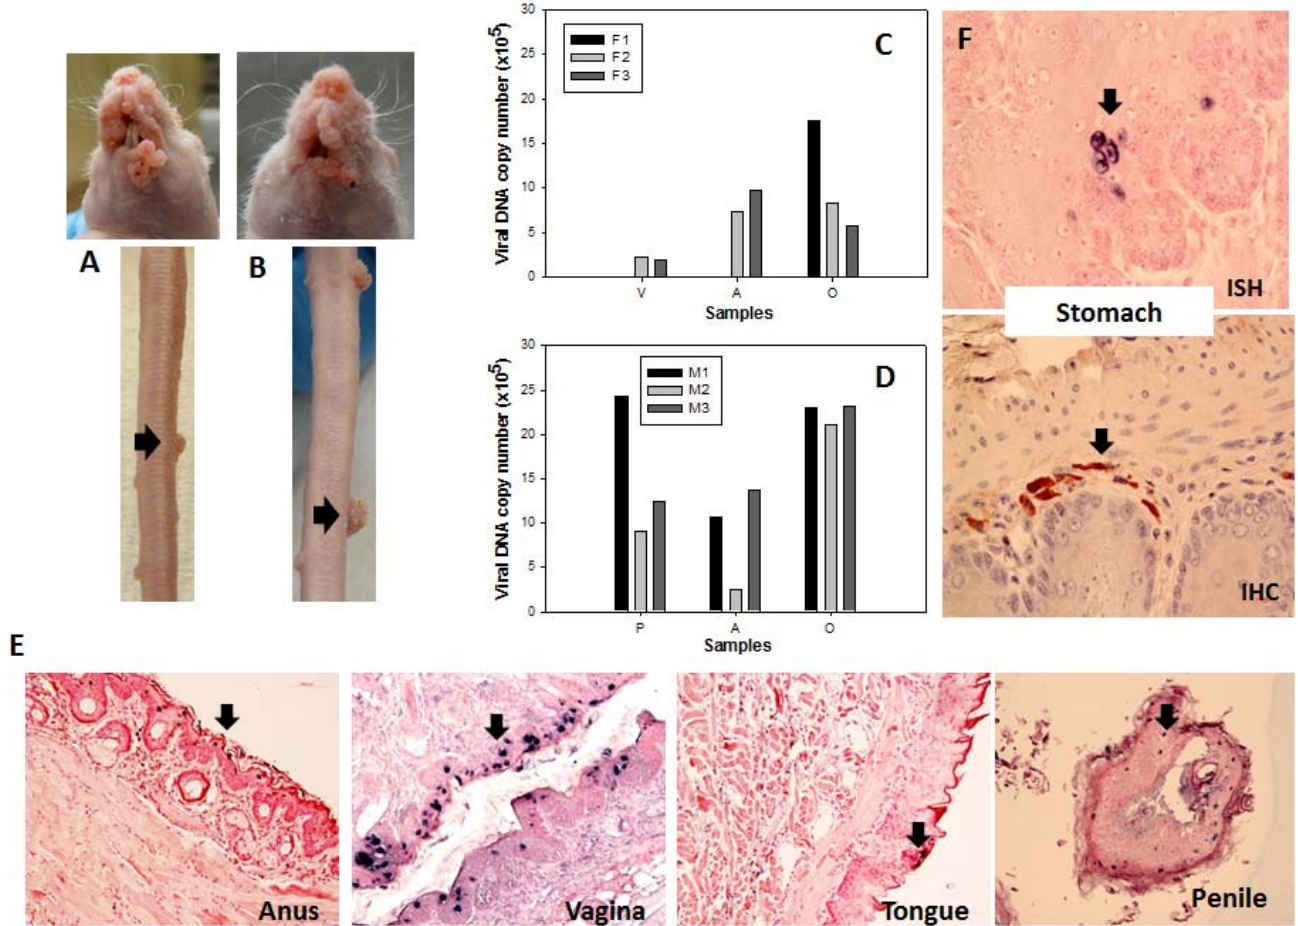 A
B
C
Viral DNA copy number (x10⁵)
30
25
20
15
10
5
0
F1
F2
F3
V A O
Samples
D
Viral DNA copy number (x10⁵)
30
25
20
15
10
5
0
M1
M2
M3
P A O
Samples
F
ISH
Stomach
IHC
E
Anus
Vagina
Tongue
Penile